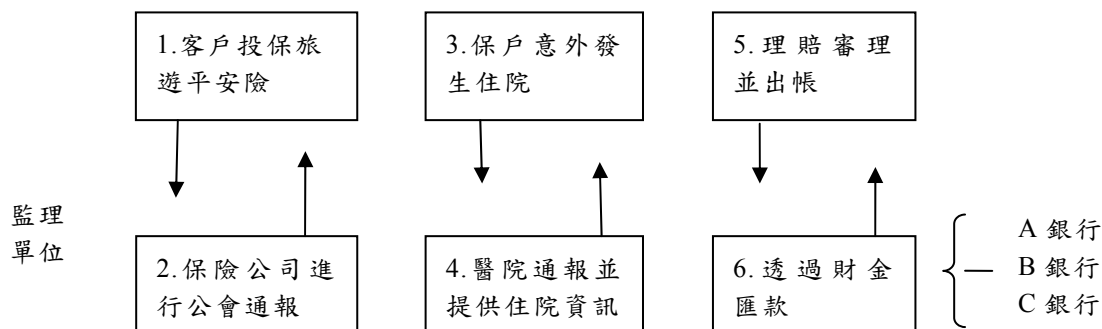 1.客戶投保旅
遊平安險
3.保戶意外發
生住院
5.理賠審理
並出帳
監理
單位
2.保險公司進
行公會通報
4.醫院通報並
提供住院資訊
6.透過財金
匯款
A 銀行
B 銀行
C 銀行